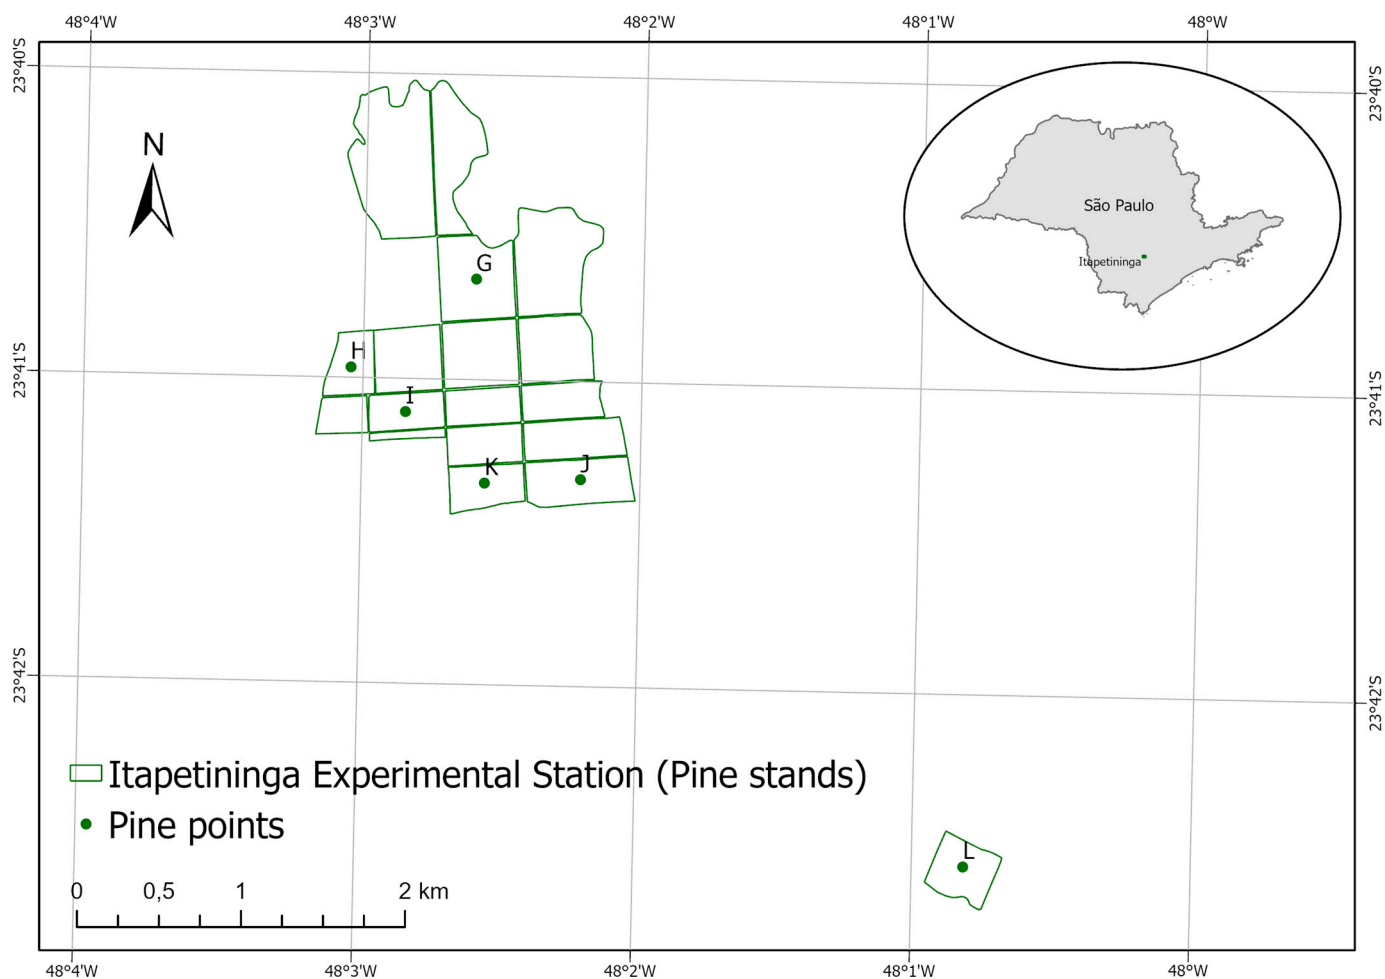 48°4'W 48°3'W 48°2'W 48°1'W 48°W
23°40'S
23°40'S
N
São Paulo
Itapetininga
G
H
23°41'S
23°41'S
I
K
J
23°42'S
23°42'S
Itapetininga Experimental Station (Pine stands)
Pine points
L
0 0,5 1 2 km
48°4'W 48°3'W 48°2'W 48°1'W 48°W